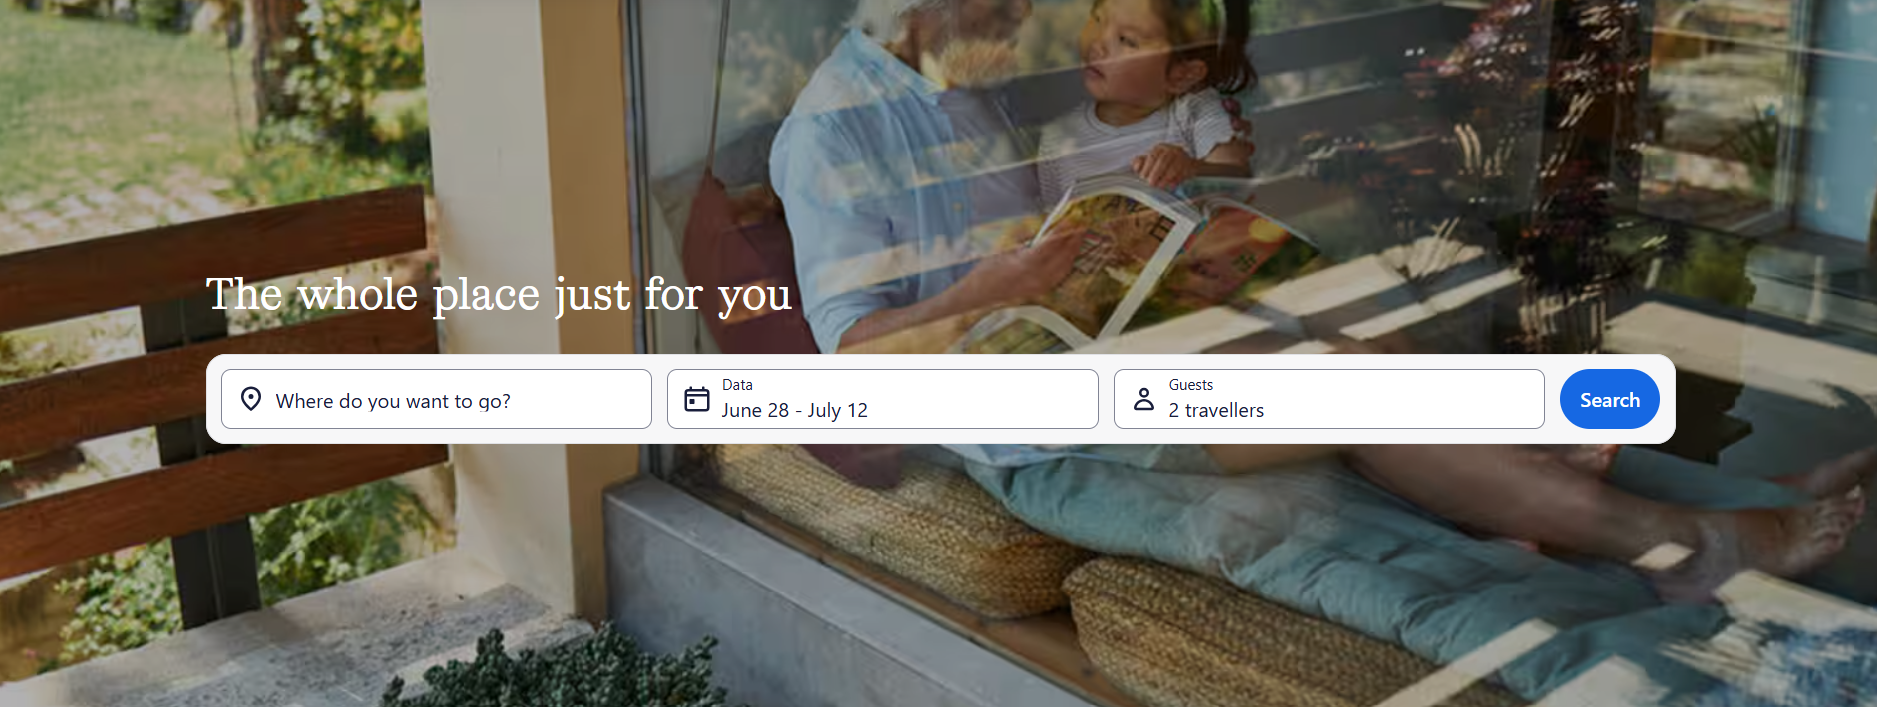 The whole place just for you
Where do you want to go?
Data
June 28 - July 12
Guests
2 travellers
Search